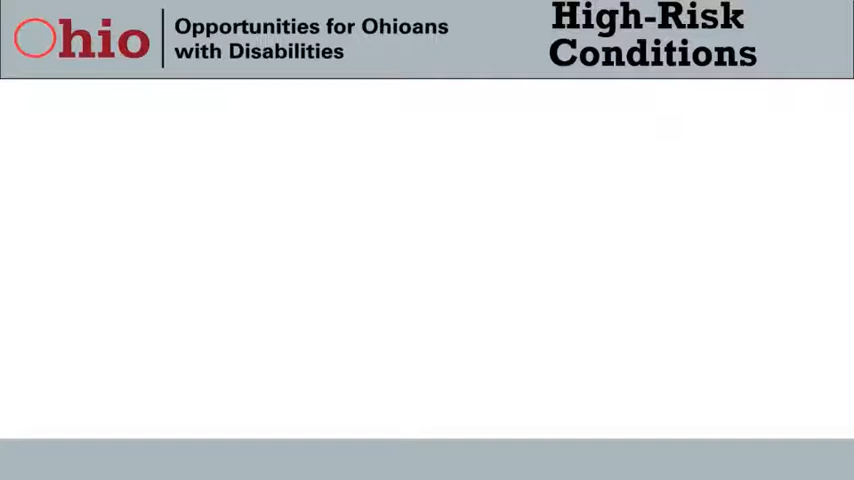 Ohio
Opportunities for Ohioans
with Disabilities
High-Risk
Conditions